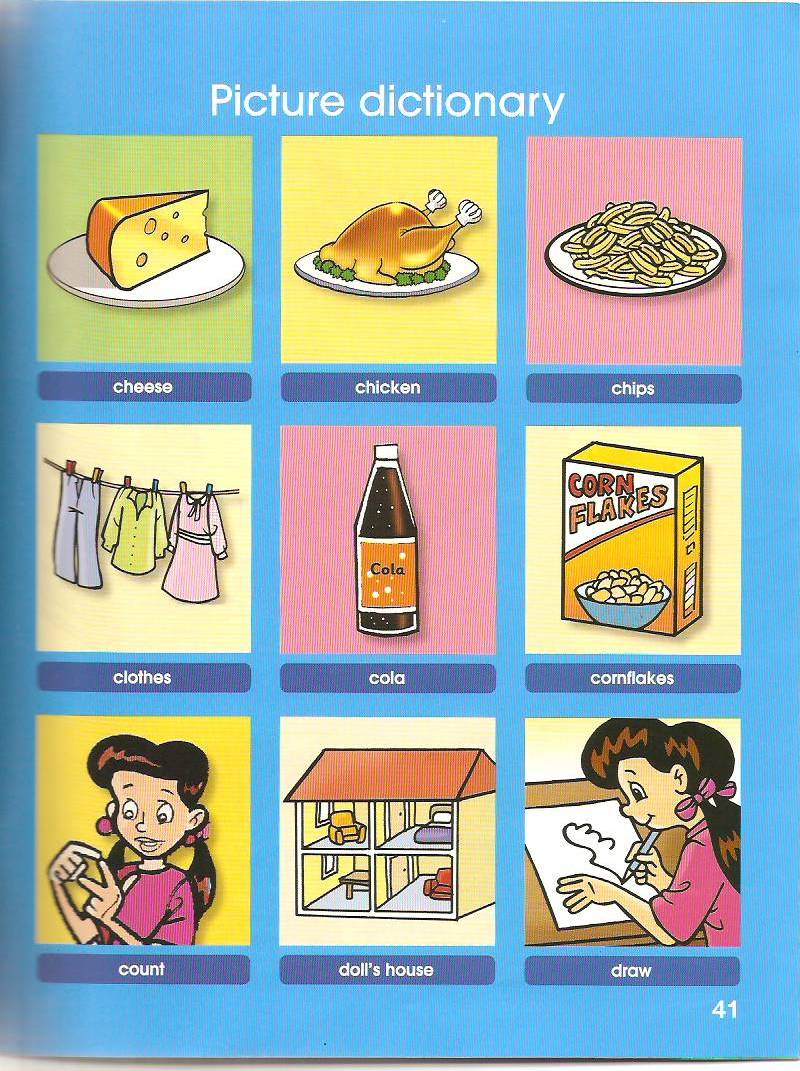 Picture dictionary
cheese
chicken
chips
Cola
CORN
FLAKES
clothes
cola
cornflakes
count
doll's house
draw
41